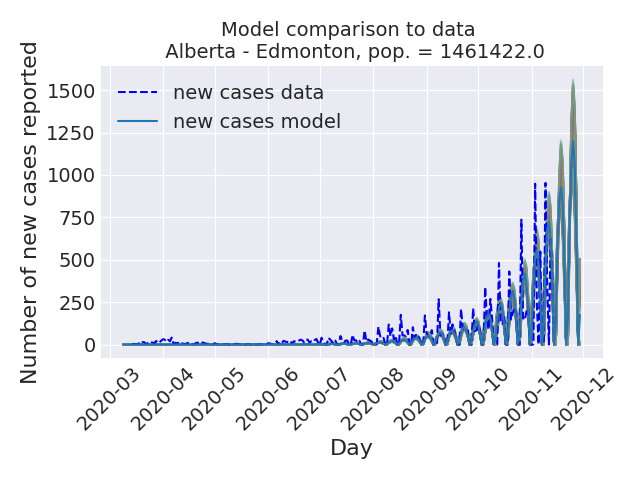 Model comparison to data
Alberta - Edmonton, pop. = 1461422.0
Number of new cases reported
1500
1250
1000
750
500
250
0
new cases data
new cases model
2020-03
2020-04
2020-05
2020-06
2020-07
2020-08
2020-09
2020-10
2020-11
2020-12
Day